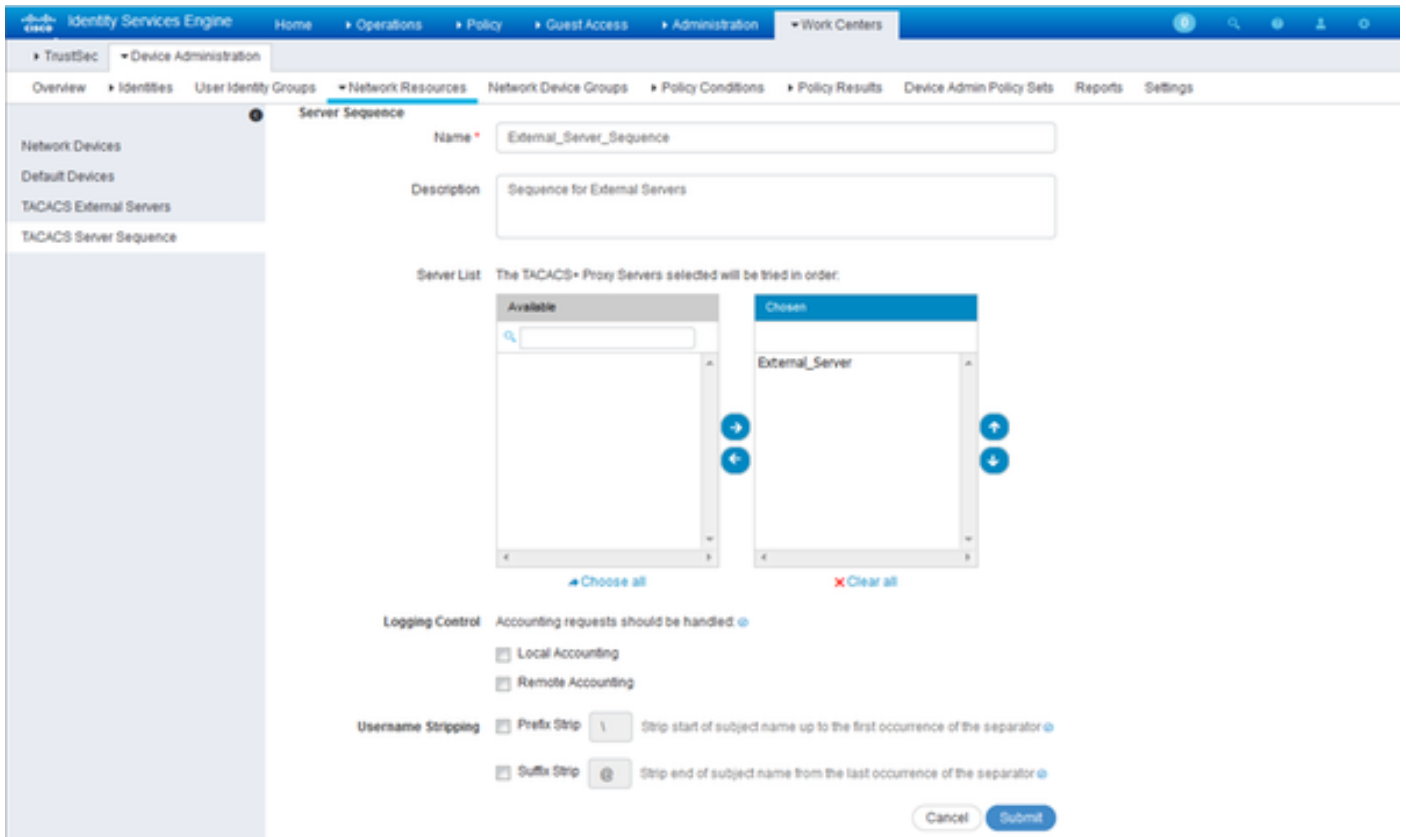 cisco Identity Services Engine Home Operations Policy Guest Access Administration Work Centers 0
TrustSec Device Administration
Overview Identities User Identity Groups Network Resources Network Device Groups Policy Conditions Policy Results Device Admin Policy Sets Reports Settings
Network Devices
Default Devices
TACACS External Servers
TACACS Server Sequence
Server Sequence
Name * External_Server_Sequence
Description Sequence for External Servers
Server List The TACACS+ Proxy Servers selected will be tried in order:
Available Chosen
External_Server
Choose all Clear all
Logging Control Accounting requests should be handled:
Local Accounting
Remote Accounting
Username Stripping Prefix Strip \ Strip start of subject name up to the first occurrence of the separator
Suffix Strip @ Strip end of subject name from the last occurrence of the separator
Cancel Submit